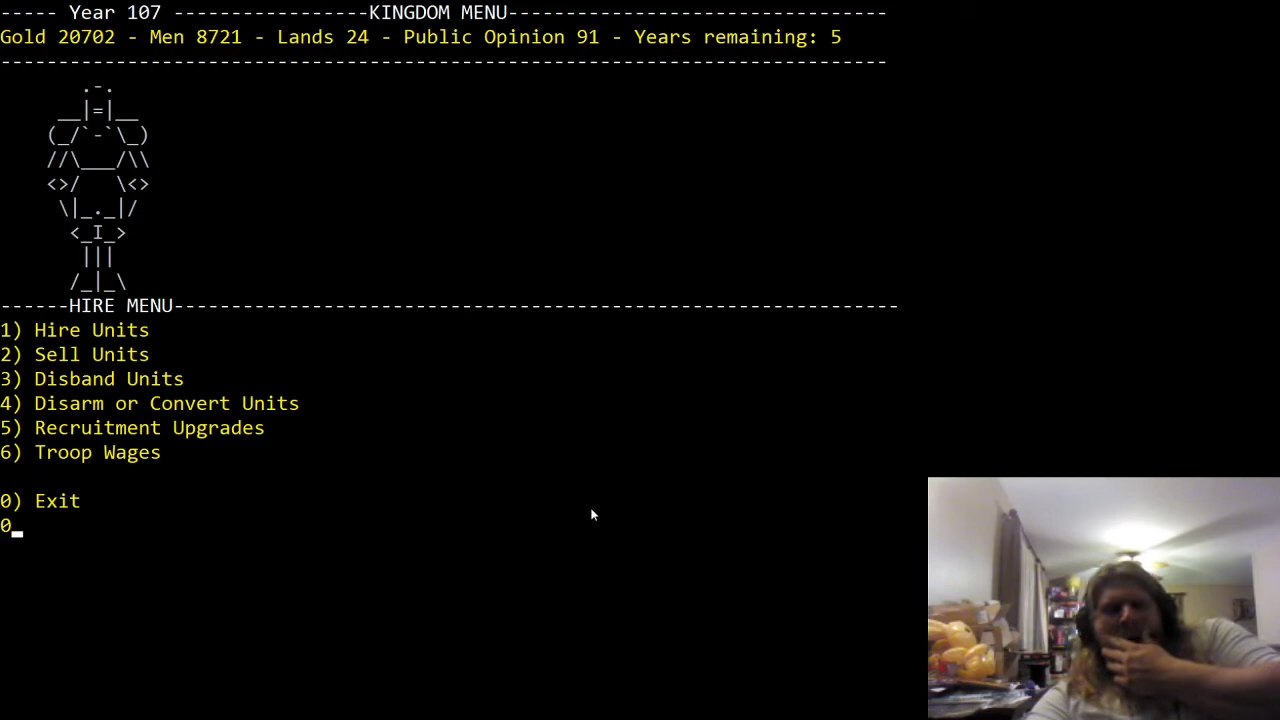 ----- Year 107 -----------------KINGDOM MENU---------------------------------
Gold 20702 - Men 8721 - Lands 24 - Public Opinion 91 - Years remaining: 5
-----------------------------------------------------------------------------
------HIRE MENU---------------------------------------------------------------
1) Hire Units
2) Sell Units
3) Disband Units
4) Disarm or Convert Units
5) Recruitment Upgrades
6) Troop Wages
0) Exit
0_